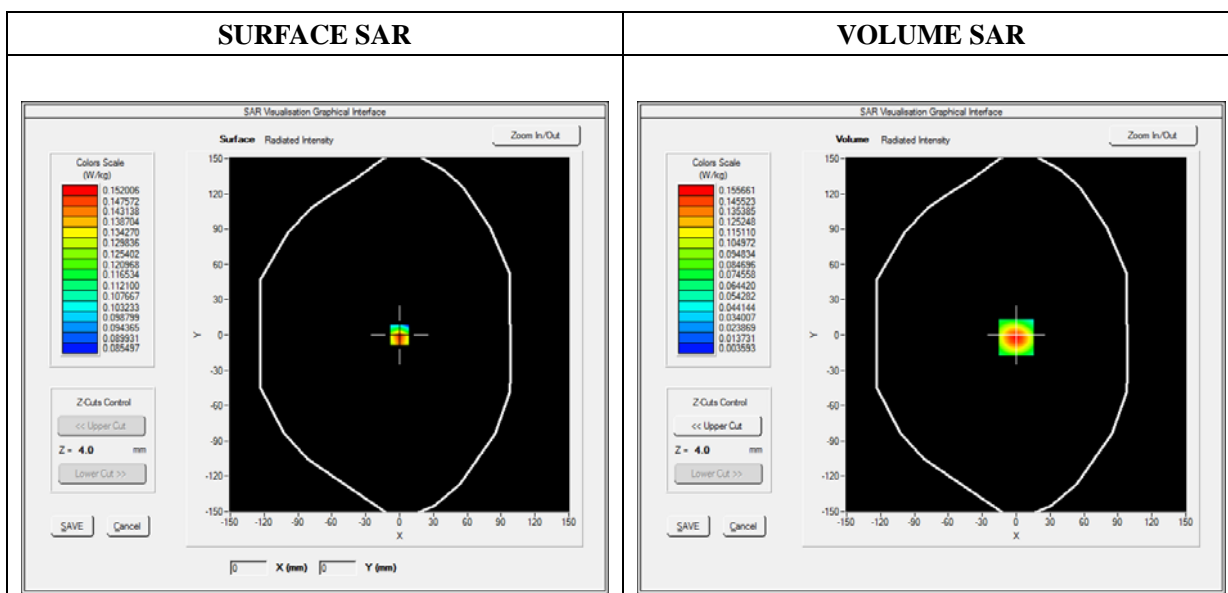 SURFACE SAR
VOLUME SAR
SAR Visualisation Graphical Interface
Surface Radiated Intensity
Zoom In/Out
Colors Scale
(W/kg)
0.152006
0.147572
0.143138
0.138704
0.134270
0.129836
0.125402
0.120968
0.116534
0.112100
0.107667
0.103233
0.098799
0.094365
0.089931
0.085497
Z-Cuts Control
<< Upper Cut
Z = 4.0 mm
Lower Cut >>
SAVE Cancel
150
120
90
60
30
0
-30
-60
-90
-120
-150
Y
-150 -120 -90 -60 -30 0 30 60 90 120 150
X
0 X (mm) 0 Y (mm)
SAR Visualisation Graphical Interface
Volume Radiated Intensity
Zoom In/Out
Colors Scale
(W/kg)
0.155661
0.145523
0.135385
0.125248
0.115110
0.104972
0.094834
0.084696
0.074558
0.064420
0.054282
0.044144
0.034007
0.023869
0.013731
0.003593
Z-Cuts Control
<< Upper Cut
Z = 4.0 mm
Lower Cut >>
SAVE Cancel
150
120
90
60
30
0
-30
-60
-90
-120
-150
Y
-150 -120 -90 -60 -30 0 30 60 90 120 150
X